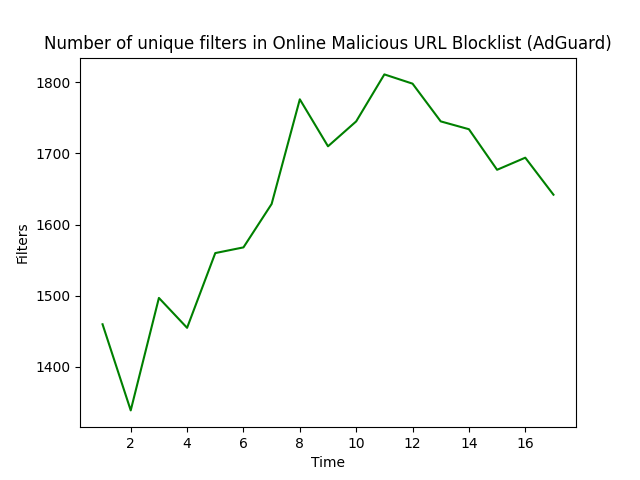 Number of unique filters in Online Malicious URL Blocklist (AdGuard)
1800
1700
1600
1500
1400
Filters
2 4 6 8 10 12 14 16
Time